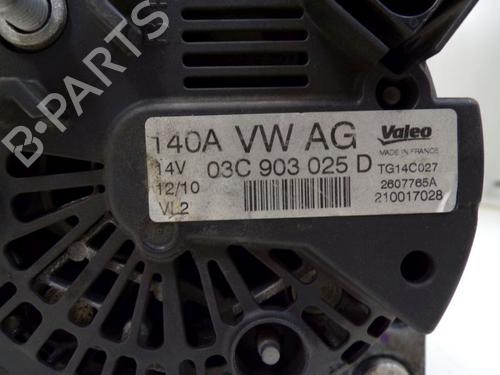 140A VW AG
Valeo
MADE IN FRANCE
14V
03C 903 025 D
TG14C027
12/10
2607765A
VL2
210017028
B-PARTS